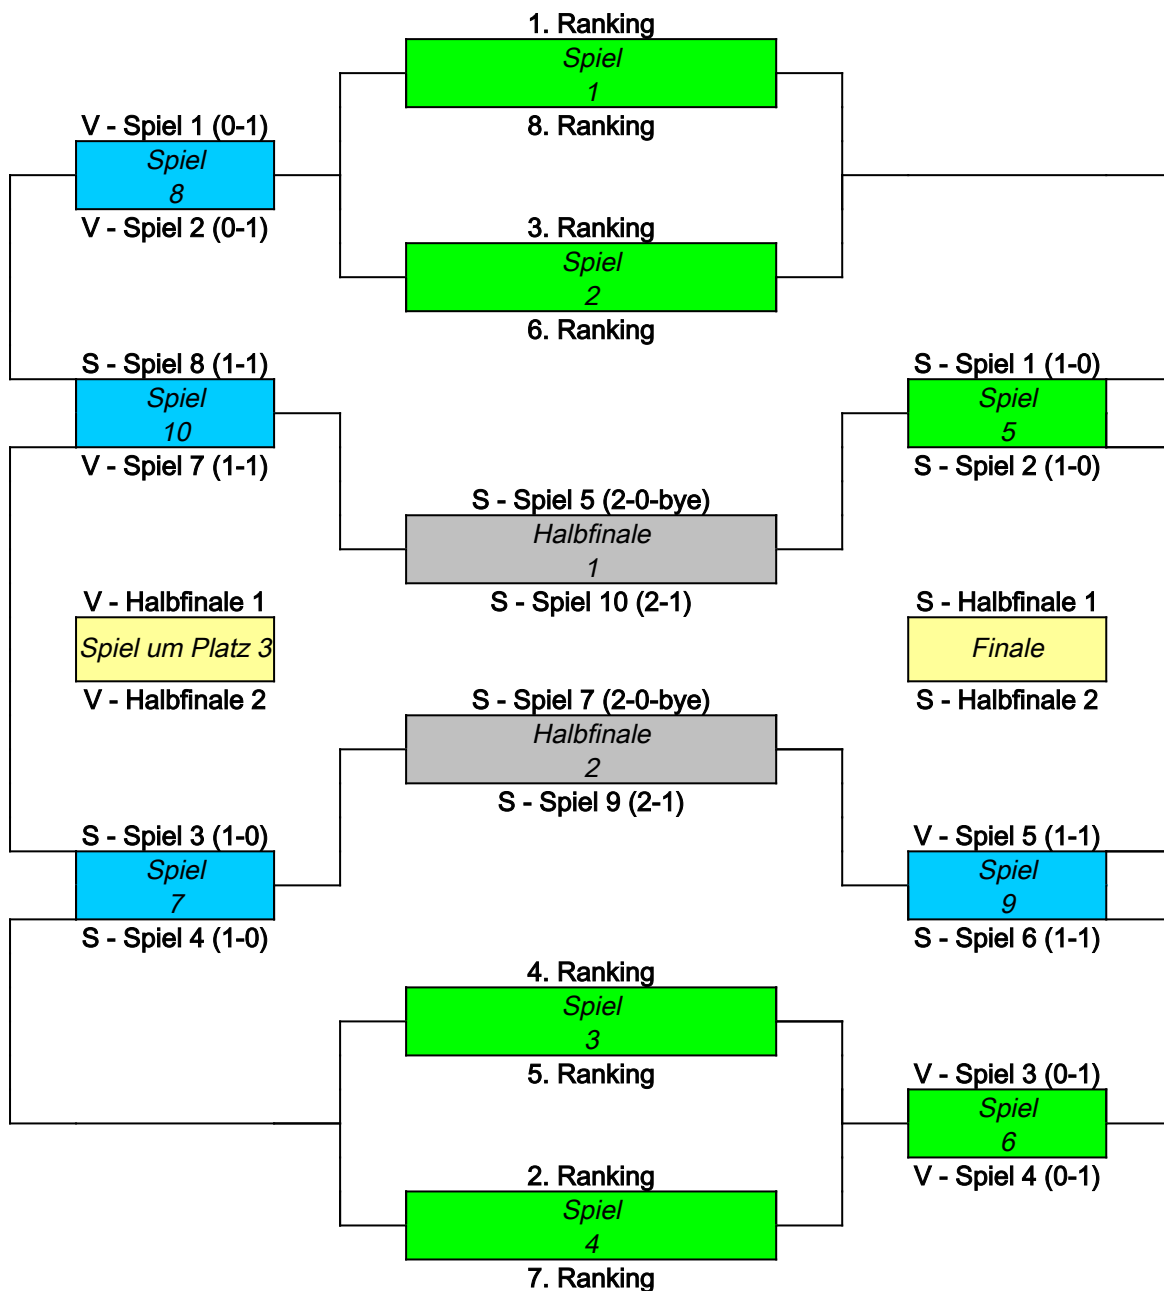 1. Ranking
Spiel
1
8. Ranking
V - Spiel 1 (0-1)
Spiel
8
V - Spiel 2 (0-1)
3. Ranking
Spiel
2
6. Ranking
S - Spiel 8 (1-1)
Spiel
10
V - Spiel 7 (1-1)
S - Spiel 1 (1-0)
Spiel
5
S - Spiel 2 (1-0)
S - Spiel 5 (2-0-bye)
Halbfinale
1
S - Spiel 10 (2-1)
V - Halbfinale 1
Spiel um Platz 3
V - Halbfinale 2
S - Halbfinale 1
Finale
S - Halbfinale 2
S - Spiel 7 (2-0-bye)
Halbfinale
2
S - Spiel 9 (2-1)
S - Spiel 3 (1-0)
Spiel
7
S - Spiel 4 (1-0)
V - Spiel 5 (1-1)
Spiel
9
S - Spiel 6 (1-1)
4. Ranking
Spiel
3
5. Ranking
V - Spiel 3 (0-1)
Spiel
6
V - Spiel 4 (0-1)
2. Ranking
Spiel
4
7. Ranking